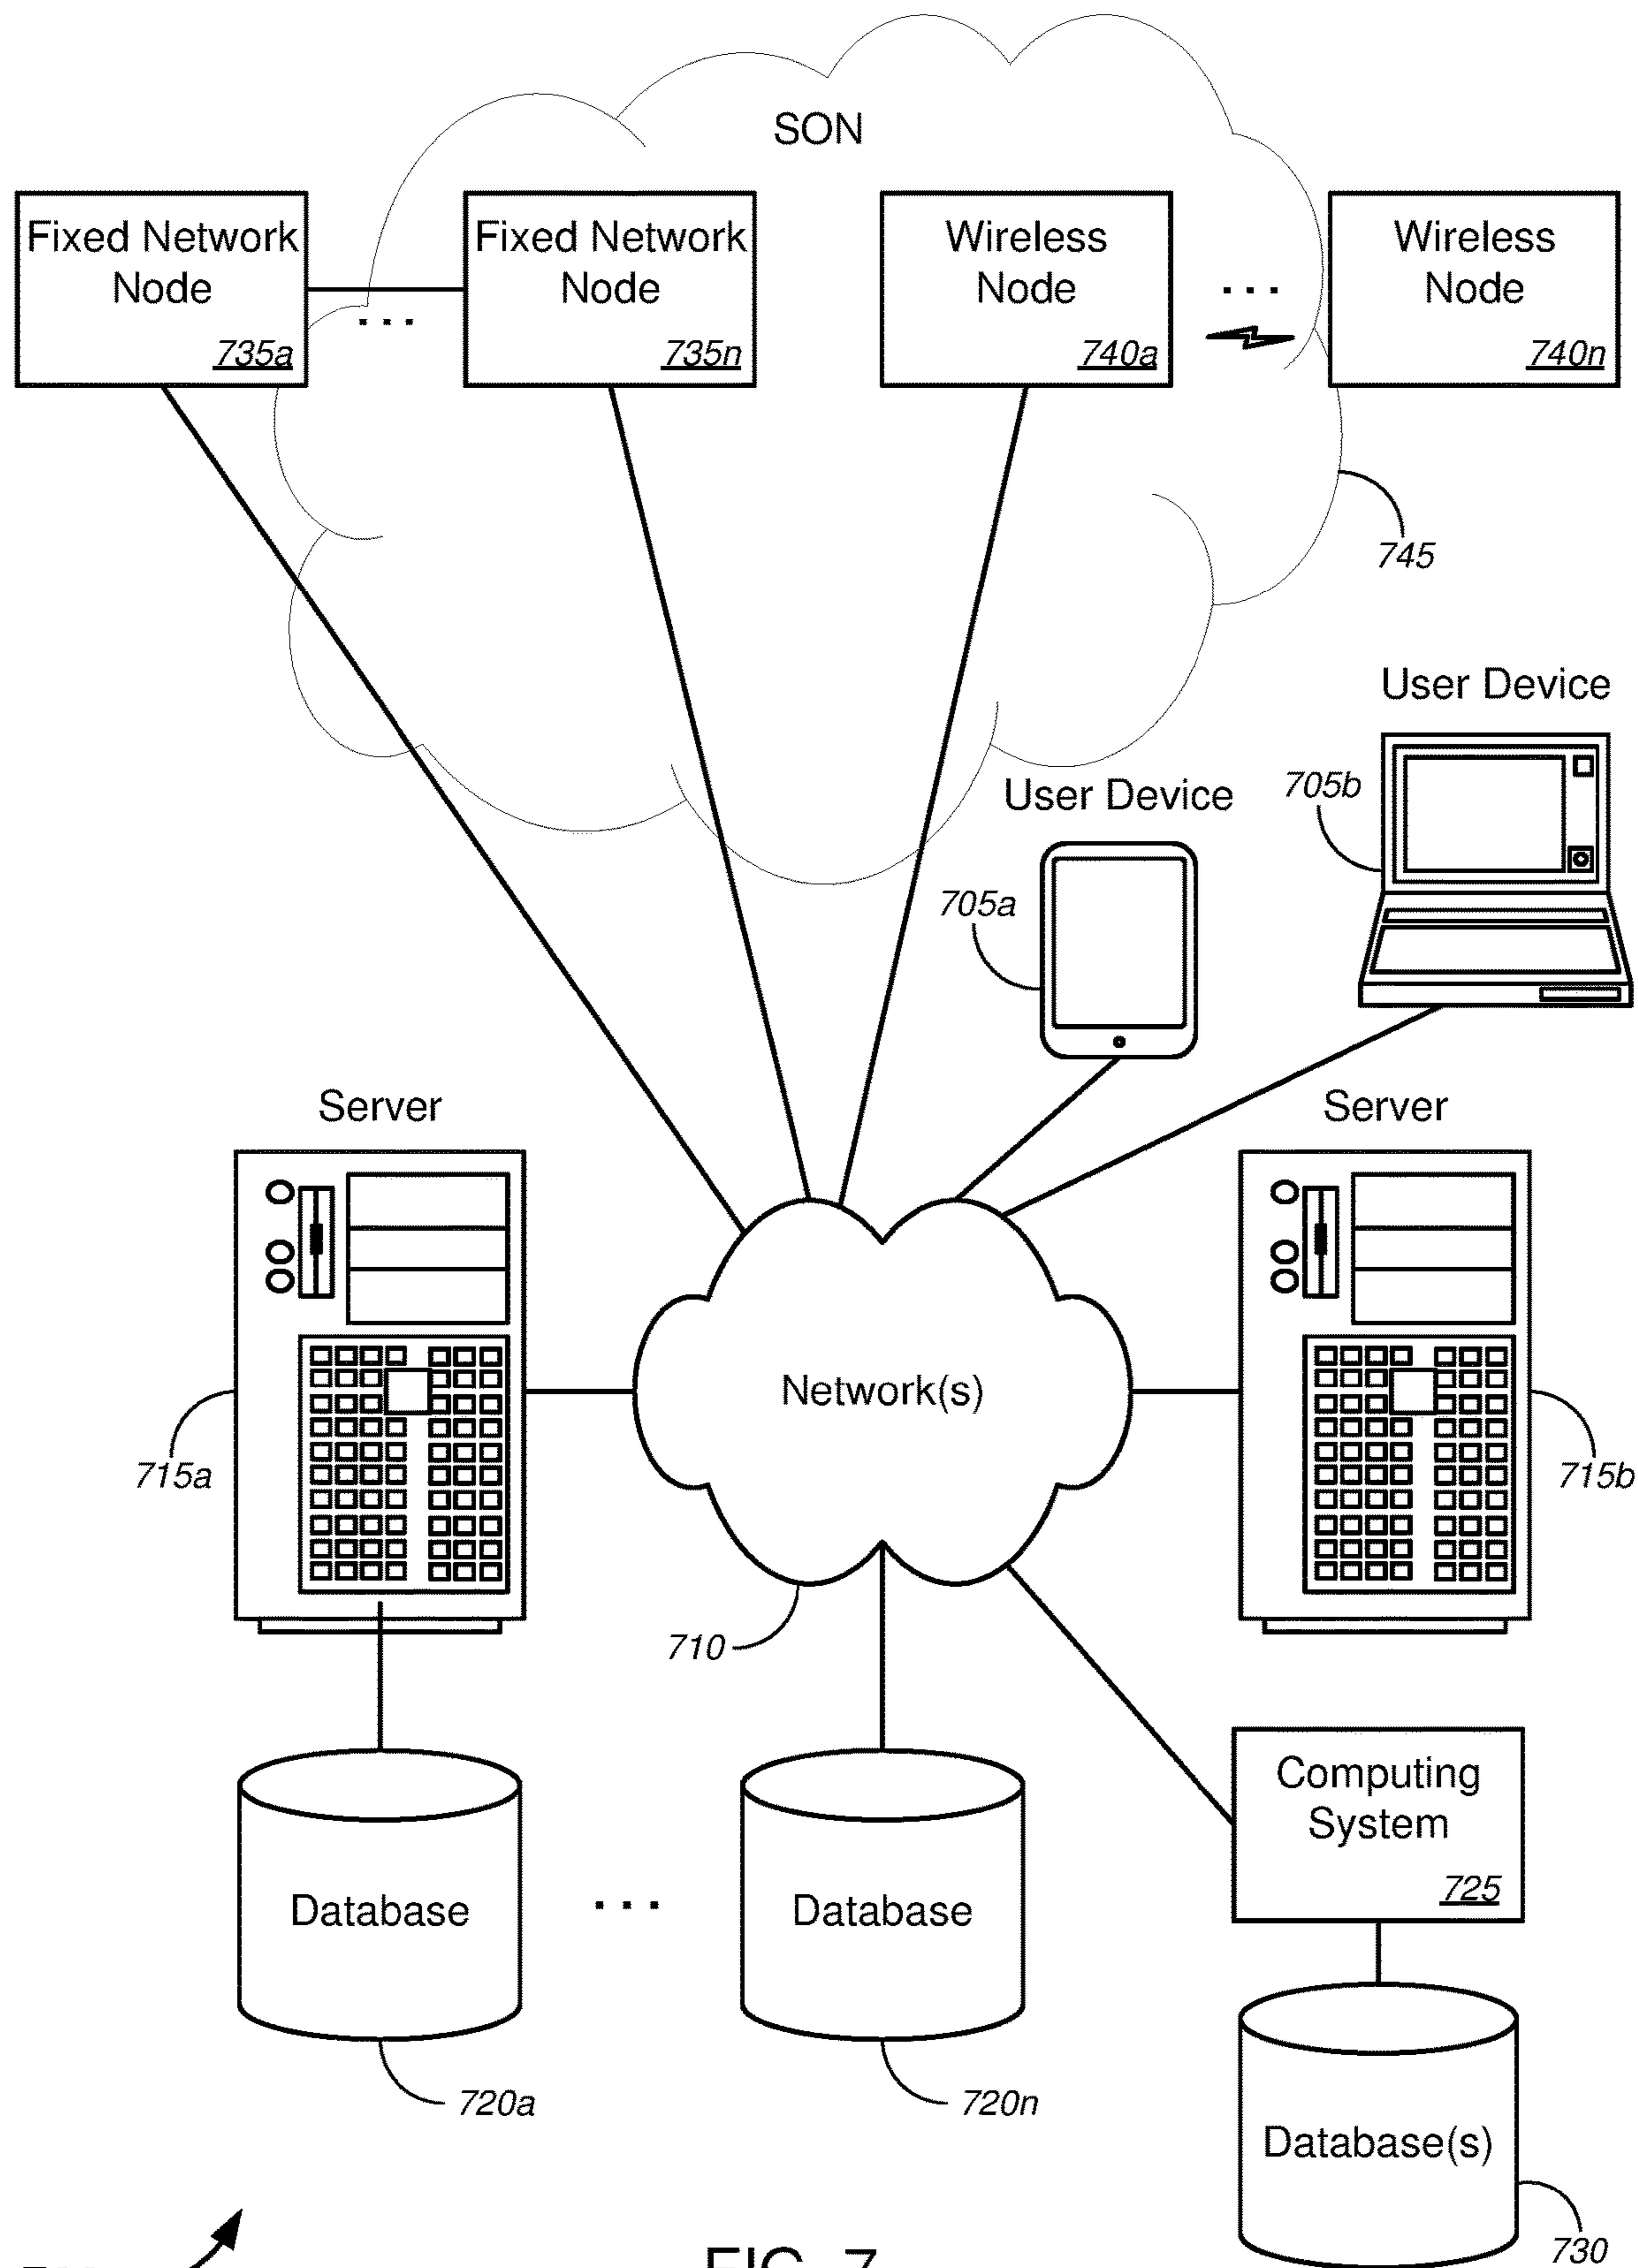 SON
Fixed Network
Node
735a
...
Fixed Network
Node
735n
Wireless
Node
740a
...
Wireless
Node
740n
745
User Device
705b
User Device
705a
Server
715a
Server
715b
Network(s)
710
Database
720a
...
Database
720n
Computing
System
725
Database(s)
730